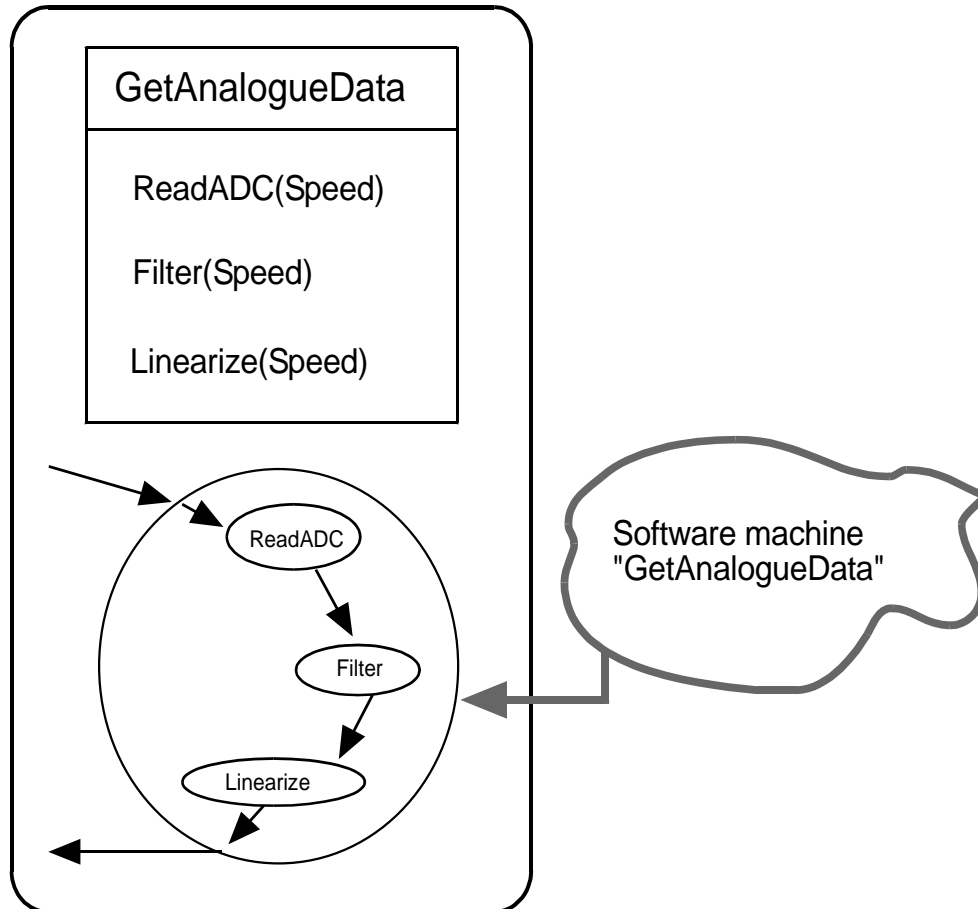 GetAnalogueData
ReadADC(Speed)
Filter(Speed)
Linearize(Speed)
ReadADC
Filter
Linearize
Software machine
"GetAnalogueData"